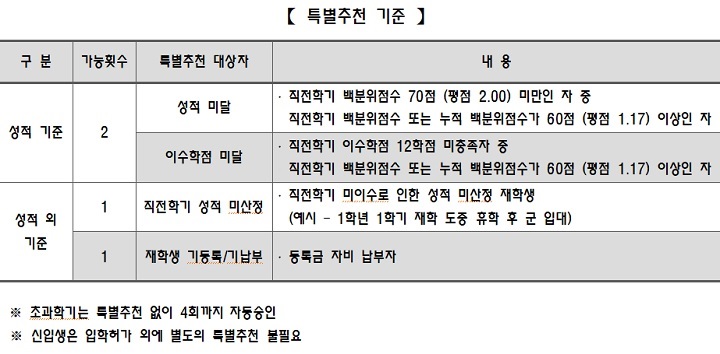 【 특별추천 기준 】
구 분 가능횟수 특별추천 대상자 내 용
성적 기준 2 성적 미달 · 직전학기 백분위점수 70점 (평점 2.00) 미만인 자 중
직전학기 백분위점수 또는 누적 백분위점수가 60점 (평점 1.17) 이상인 자
이수학점 미달 · 직전학기 이수학점 12학점 미충족자 중
직전학기 백분위점수 또는 누적 백분위점수가 60점 (평점 1.17) 이상인 자
성적 외
기준
1 직전학기 성적 미산정 · 직전학기 미이수로 인한 성적 미산정 재학생
(예시 - 1학년 1학기 재학 도중 휴학 후 군 입대)
1 재학생 기등록/기납부 · 등록금 자비 납부자
※ 초과학기는 특별추천 없이 4회까지 자동승인
※ 신입생은 입학허가 외에 별도의 특별추천 불필요